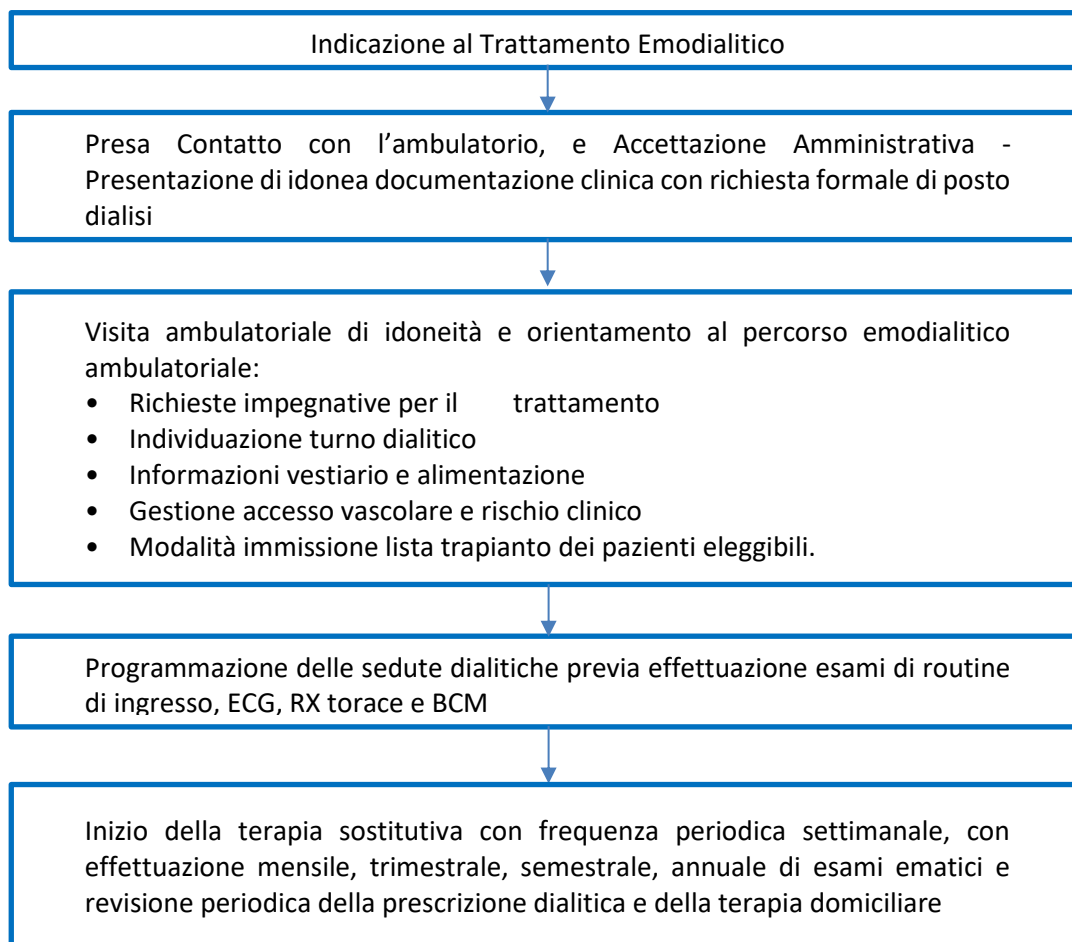 Indicazione al Trattamento Emodialitico
Presa Contatto con l'ambulatorio, e Accettazione Amministrativa -
Presentazione di idonea documentazione clinica con richiesta formale di posto
dialisi
Visita ambulatoriale di idoneità e orientamento al percorso emodialitico
ambulatoriale:
• Richieste impegnative per il trattamento
• Individuazione turno dialitico
• Informazioni vestiario e alimentazione
• Gestione accesso vascolare e rischio clinico
• Modalità immissione lista trapianto dei pazienti eleggibili.
Programmazione delle sedute dialitiche previa effettuazione esami di routine
di ingresso, ECG, RX torace e BCM
Inizio della terapia sostitutiva con frequenza periodica settimanale, con
effettuazione mensile, trimestrale, semestrale, annuale di esami ematici e
revisione periodica della prescrizione dialitica e della terapia domiciliare